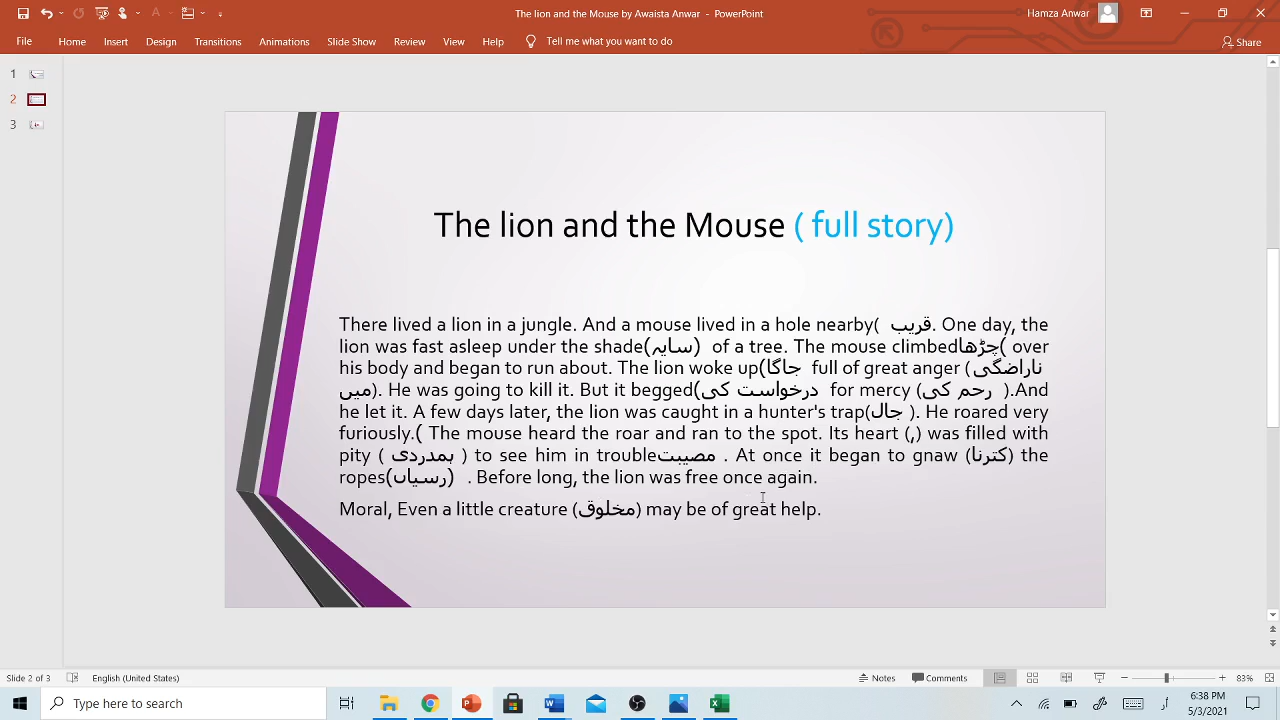 The lion and the Mouse by Awaista Anwar - PowerPoint
Hamza Anwar
File Home Insert Design Transitions Animations Slide Show Review View Help Tell me what you want to do
Share
1
2
3
The lion and the Mouse ( full story)
There lived a lion in a jungle. And a mouse lived in a hole nearby( قریب. One day, the
lion was fast asleep under the shade(سایہ) of a tree. The mouse climbedچڑھا( over
his body and began to run about. The lion woke up(جاگا full of great anger (ناراضگی
میں). He was going to kill it. But it begged(درخواست کی for mercy (رحم کی ).And
he let it. A few days later, the lion was caught in a hunter's trap(جال ). He roared very
furiously.( The mouse heard the roar and ran to the spot. Its heart (,) was filled with
pity ( ہمدردی ) to see him in troubleمصیبت . At once it began to gnaw (کترنا) the
ropes(رسیاں) . Before long, the lion was free once again.
Moral, Even a little creature (مخلوق) may be of great help.
Slide 2 of 3 English (United States)
Notes Comments 83%
Type here to search
6:38 PM
5/3/2021